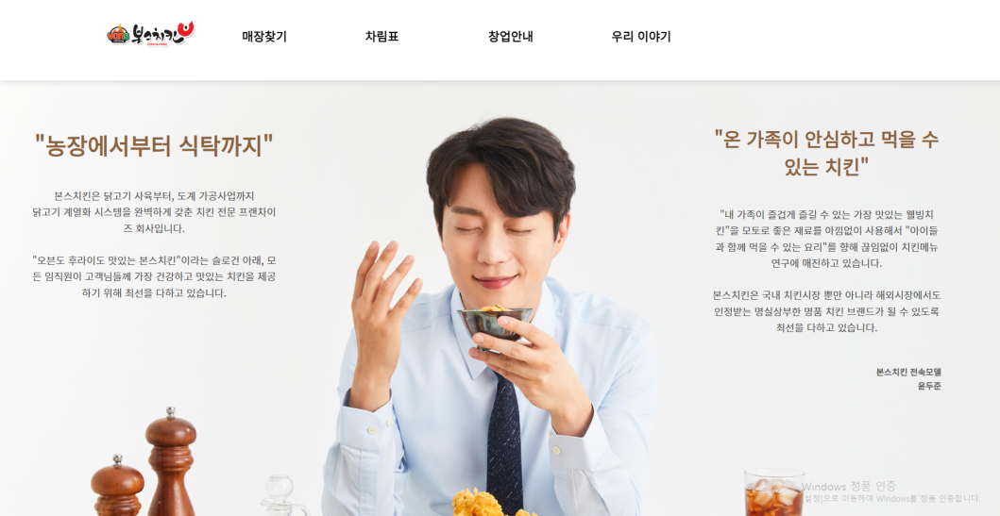 본스치킨
매장찾기
차림표
창업안내
우리 이야기
"농장에서부터 식탁까지"
본스치킨은 닭고기 사육부터, 도계 가공사업까지
닭고기 계열화 시스템을 완벽하게 갖춘 치킨 전문 프랜차이
즈 회사입니다.
"오븐도 후라이도 맛있는 본스치킨"이라는 슬로건 아래, 모
든 임직원이 고객님들께 가장 건강하고 맛있는 치킨을 제공
하기 위해 최선을 다하고 있습니다.
"온 가족이 안심하고 먹을 수
있는 치킨"
"내 가족이 즐겁게 즐길 수 있는 가장 맛있는 웰빙치
킨"을 모토로 좋은 재료를 아낌없이 사용해서 "아이들
과 함께 먹을 수 있는 요리"를 향해 끊임없이 치킨메뉴
연구에 매진하고 있습니다.
본스치킨은 국내 치킨시장 뿐만 아니라 해외시장에서도
인정받는 명실상부한 명품 치킨 브랜드가 될 수 있도록
최선을 다하고 있습니다.
본스치킨 전속모델
윤두준
Windows 정품 인증
[설정]으로 이동하여 Windows를 정품 인증합니다.